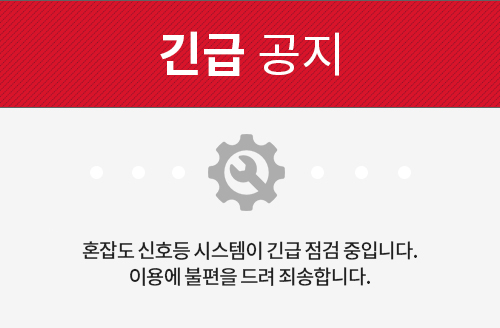 긴급 공지
혼잡도 신호등 시스템이 긴급 점검 중입니다.
이용에 불편을 드려 죄송합니다.